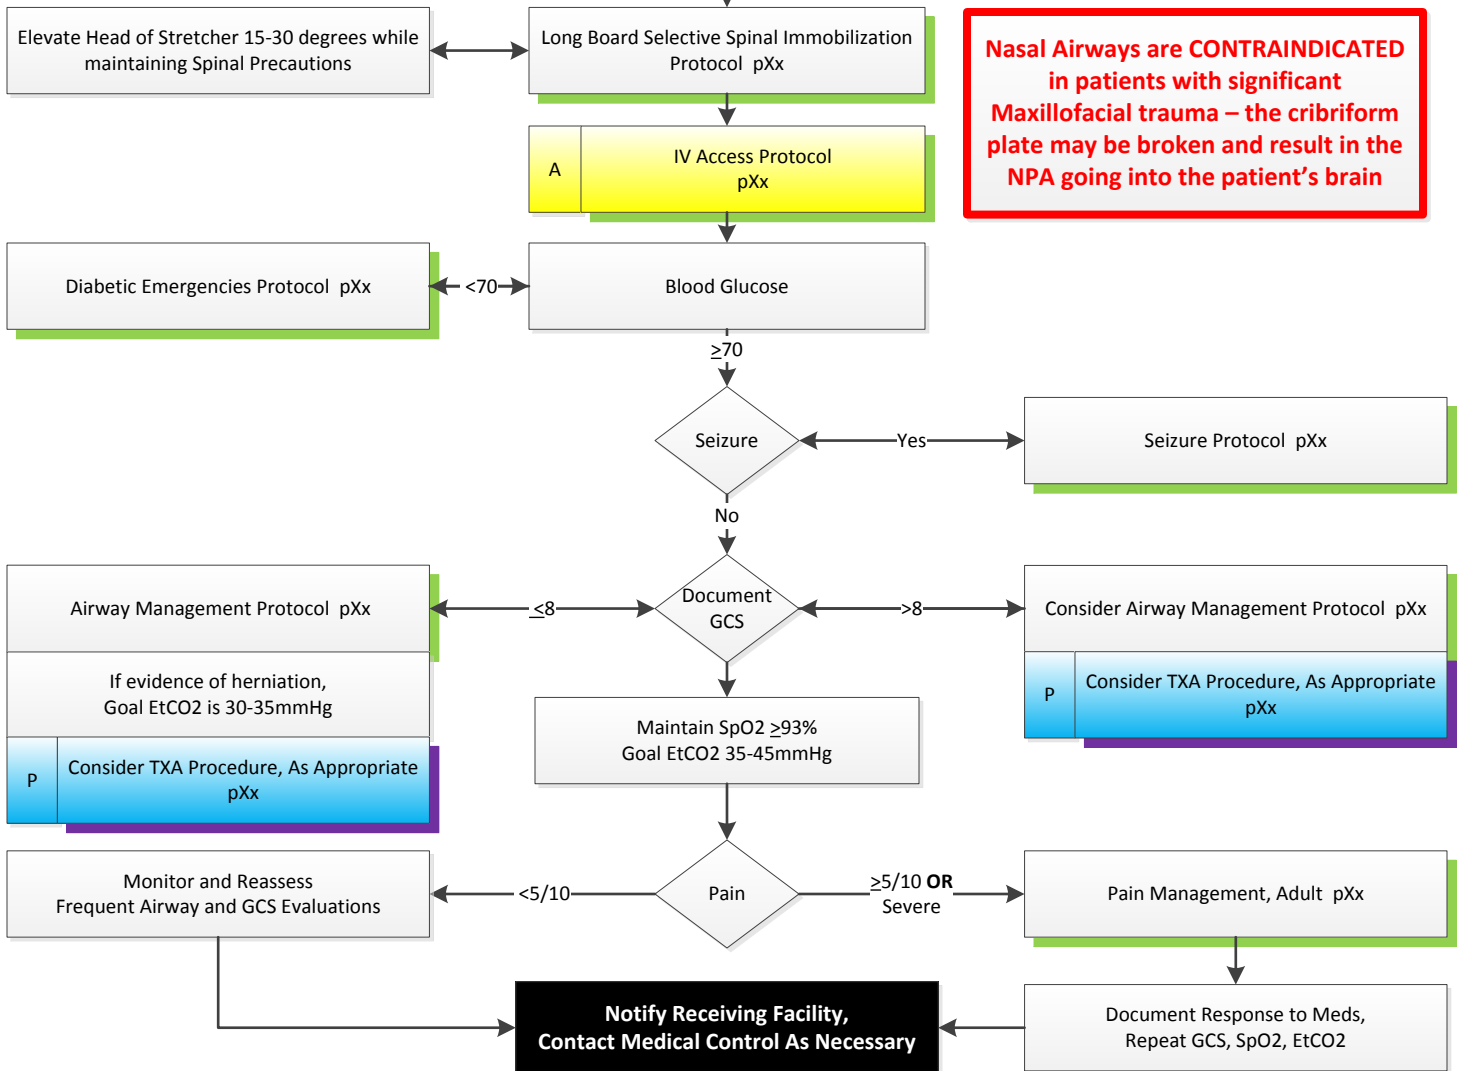 Elevate Head of Stretcher 15-30 degrees while
maintaining Spinal Precautions
Long Board Selective Spinal Immobilization
Protocol pXx
Nasal Airways are CONTRAINDICATED
in patients with significant
Maxillofacial trauma – the cribriform
plate may be broken and result in the
NPA going into the patient's brain
A
IV Access Protocol
pXx
Diabetic Emergencies Protocol pXx
<70
Blood Glucose
≥70
Seizure
Yes
Seizure Protocol pXx
No
Airway Management Protocol pXx
≤8
Document
GCS
>8
Consider Airway Management Protocol pXx
If evidence of herniation,
Goal EtCO2 is 30-35mmHg
P
Consider TXA Procedure, As Appropriate
pXx
Maintain SpO2 ≥93%
Goal EtCO2 35-45mmHg
P
Consider TXA Procedure, As Appropriate
pXx
Monitor and Reassess
Frequent Airway and GCS Evaluations
<5/10
Pain
≥5/10 OR
Severe
Pain Management, Adult pXx
Notify Receiving Facility,
Contact Medical Control As Necessary
Document Response to Meds,
Repeat GCS, SpO2, EtCO2